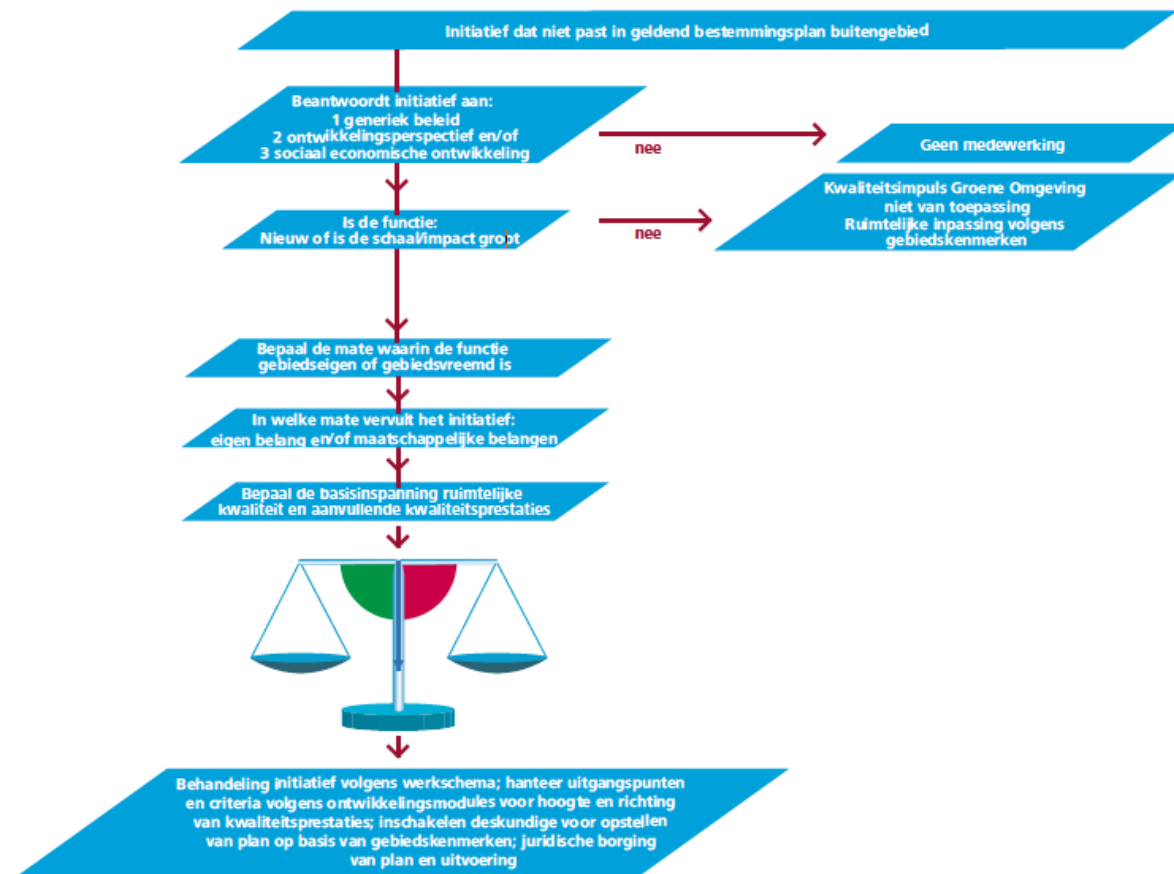 Initiatief dat niet past in geldend bestemmingsplan buitengebied
Beantwoordt initiatief aan:
1 generiek beleid
2 ontwikkelingsperspectief en/of
3 sociaal economische ontwikkeling
nee
Geen medewerking
Is de functie:
Nieuw of is de schaal/impact groot
nee
Kwaliteitsimpuls Groene Omgeving
niet van toepassing
Ruimtelijke inpassing volgens
gebiedskenmerken
Bepaal de mate waarin de functie
gebiedseigen of gebiedsvreemd is
In welke mate vervult het initiatief:
eigen belang en/of maatschappelijke belangen
Bepaal de basisinspanning ruimtelijke
kwaliteit en aanvullende kwaliteitsprestaties
Behandeling initiatief volgens werkschema; hanteer uitgangspunten
en criteria volgens ontwikkelingsmodules voor hoogte en richting
van kwaliteitsprestaties; inschakelen deskundige voor opstellen
van plan op basis van gebiedskenmerken; juridische borging
van plan en uitvoering